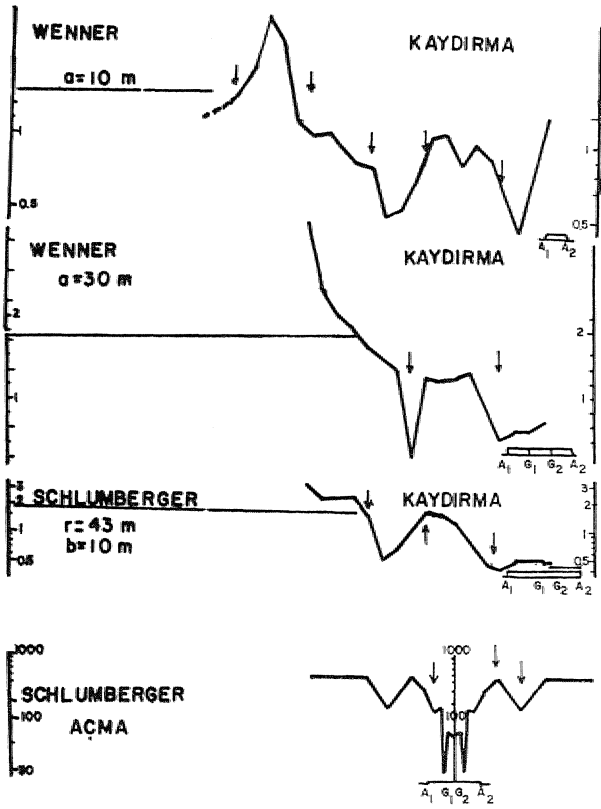 WENNER
a=10 m
KAYDIRMA
1
0.5
1
0.5
A1 A2
WENNER
a=30 m
KAYDIRMA
2
1
2
1
A1 G1 G2 A2
SCHLUMBERGER
r=43 m
b=10 m
KAYDIRMA
3
2
1
0.5
3
2
1
0.5
A1 G1 G2 A2
SCHLUMBERGER
AÇMA
1000
100
1000
100
A1 G1 G2 A2